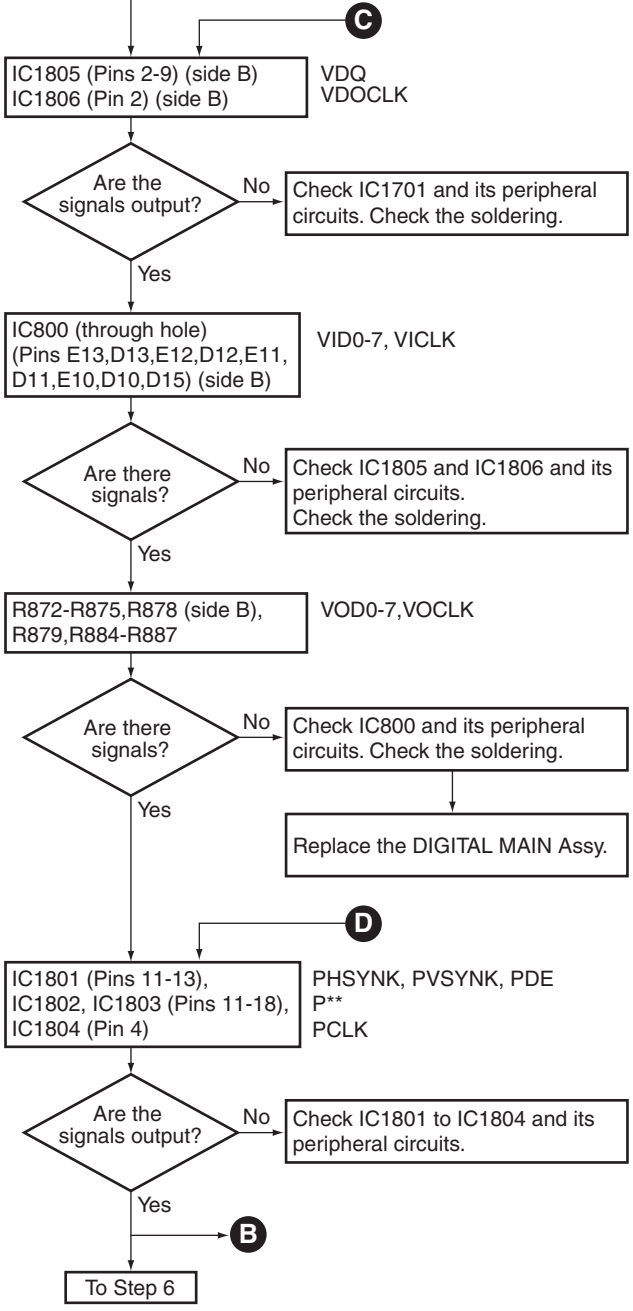 C
IC1805 (Pins 2-9) (side B)
IC1806 (Pin 2) (side B)
VDQ
VDOCLK
Are the
signals output?
No
Check IC1701 and its peripheral
circuits. Check the soldering.
Yes
IC800 (through hole)
(Pins E13,D13,E12,D12,E11,
D11,E10,D10,D15) (side B)
VID0-7, VICLK
Are there
signals?
No
Check IC1805 and IC1806 and its
peripheral circuits.
Check the soldering.
Yes
R872-R875,R878 (side B),
R879,R884-R887
VOD0-7,VOCLK
Are there
signals?
No
Check IC800 and its peripheral
circuits. Check the soldering.
Yes
Replace the DIGITAL MAIN Assy.
D
IC1801 (Pins 11-13),
IC1802, IC1803 (Pins 11-18),
IC1804 (Pin 4)
PHSYNK, PVSYNK, PDE
P**
PCLK
Are the
signals output?
No
Check IC1801 to IC1804 and its
peripheral circuits.
Yes
B
To Step 6